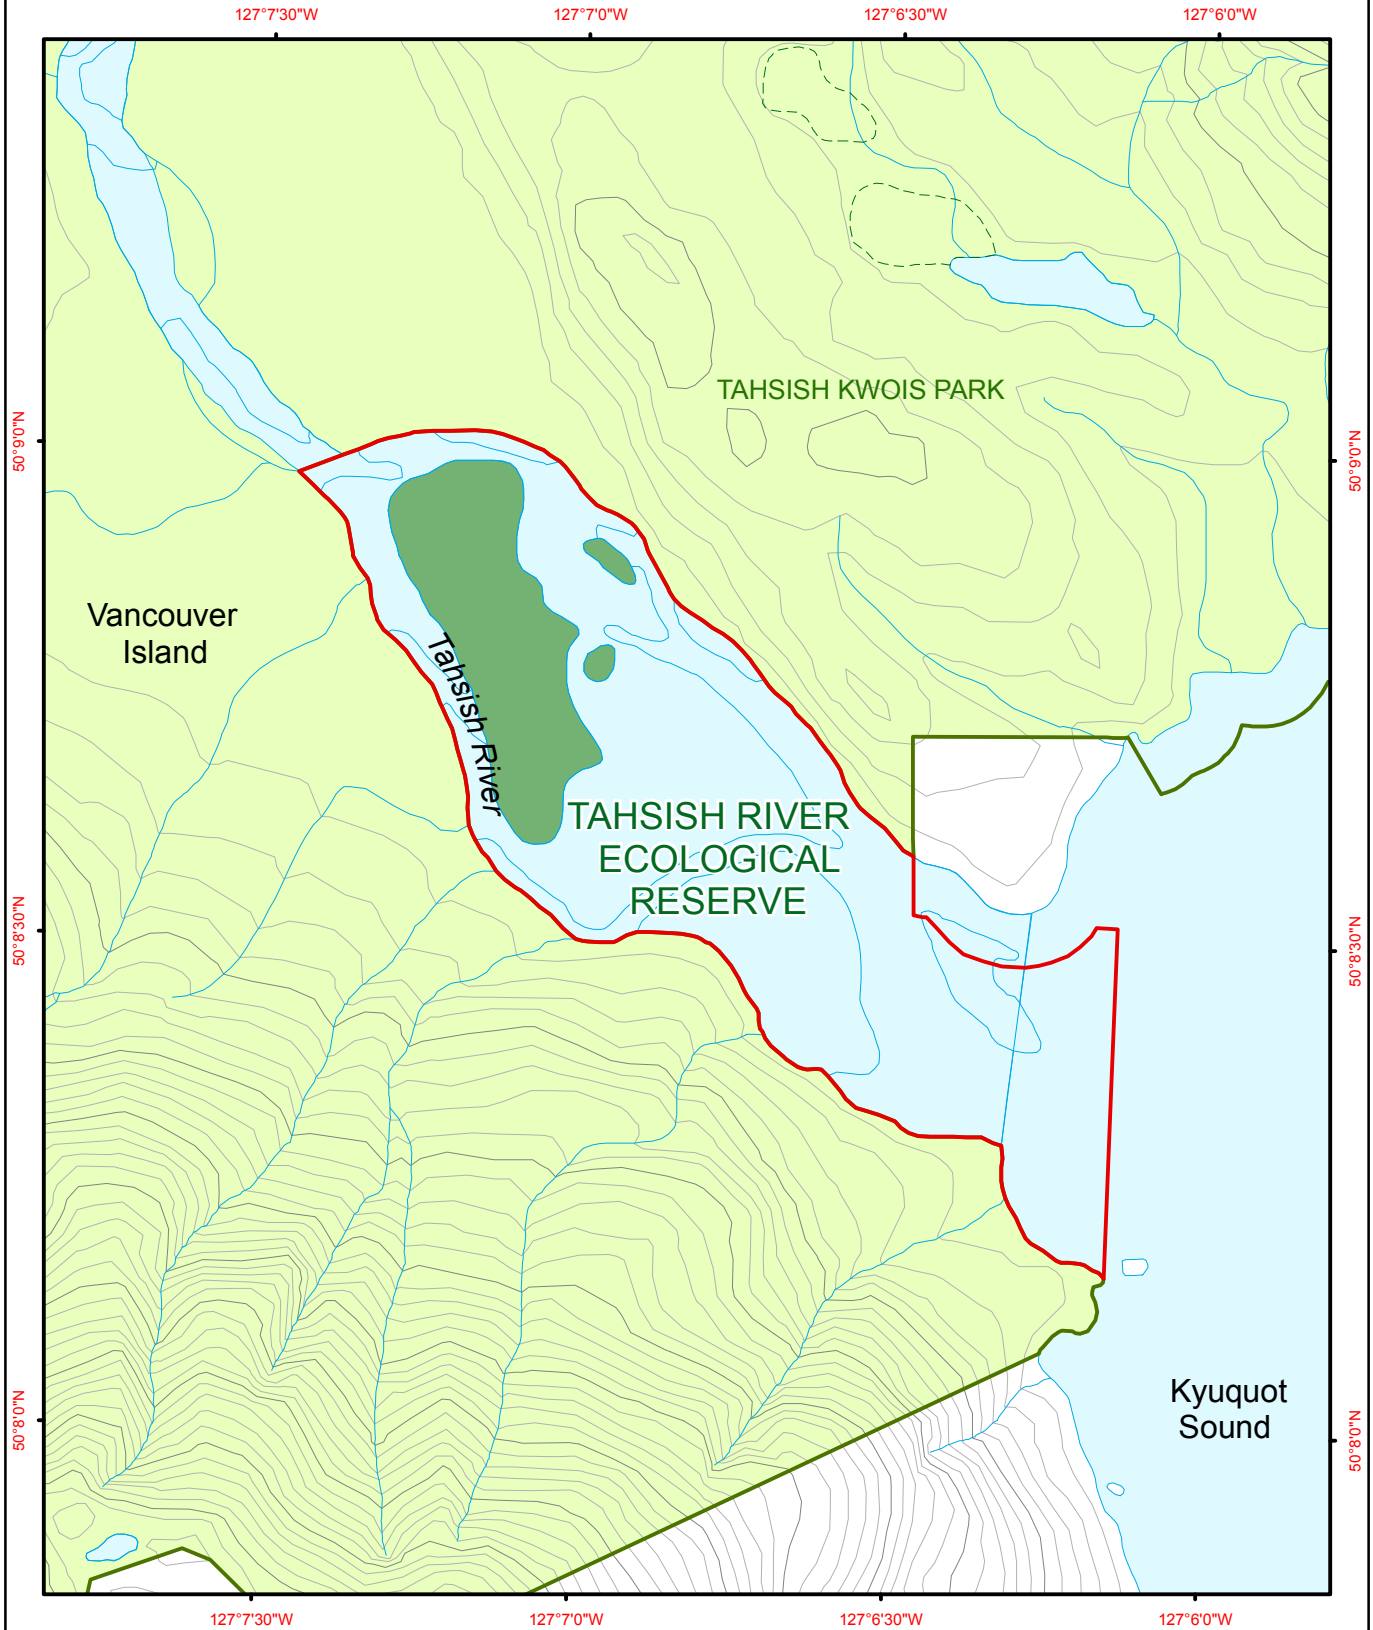 127°7'30"W
127°7'0"W
127°6'30"W
127°6'0"W
TAHSISH KWOIS PARK
50°9'0"N
50°9'0"N
Vancouver
Island
Tahsish River
TAHSISH RIVER
ECOLOGICAL
RESERVE
50°8'30"N
50°8'30"N
Kyuquot
Sound
50°8'0"N
50°8'0"N
127°7'30"W
127°7'0"W
127°6'30"W
127°6'0"W